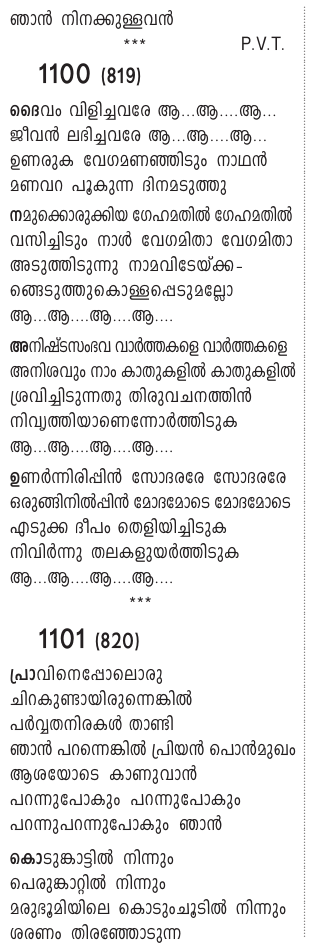 ഞാൻ നിനക്കുള്ളവൻ
*** P.V.T.
1100 (819)
ദൈവം വിളിച്ചവരേ ആ...ആ....ആ...
ജീവൻ ലഭിച്ചവരേ ആ...ആ....ആ...
ഉണരുക വേഗമണഞ്ഞിടും നാഥൻ
മണവറ പൂകുന്ന ദിനമടുത്തു
നമുക്കൊരുക്കിയ ഗേഹമതിൽ ഗേഹമതിൽ
വസിച്ചിടും നാൾ വേഗമിതാ വേഗമിതാ
അടുത്തിടുന്നു നാമവിടേയ്ക്ക-
ങ്ങെടുത്തുകൊള്ളപ്പെടുമല്ലോ
ആ...ആ....ആ....ആ....
അനിഷ്ടസംഭവ വാർത്തകളെ വാർത്തകളെ
അനിശവും നാം കാതുകളിൽ കാതുകളിൽ
ശ്രവിച്ചിടുന്നതു തിരുവചനത്തിൻ
നിവൃത്തിയാണെന്നോർത്തിടുക
ആ...ആ....ആ....ആ....
ഉണർന്നിരിപ്പിൻ സോദരരേ സോദരരേ
ഒരുങ്ങിനിൽപ്പിൻ മോദമോടെ മോദമോടെ
എടുക്ക ദീപം തെളിയിച്ചിടുക
നിവിർന്നു തലകളുയർത്തിടുക
ആ...ആ....ആ....ആ....
***
1101 (820)
പ്രാവിനെപ്പോലൊരു
ചിറകുണ്ടായിരുന്നെങ്കിൽ
പർവ്വതനിരകൾ താണ്ടി
ഞാൻ പറന്നെങ്കിൽ പ്രിയൻ പൊൻമുഖം
ആശയോടെ കാണുവാൻ
പറന്നുപോകും പറന്നുപോകും
പറന്നുപറന്നുപോകും ഞാൻ
കൊടുങ്കാട്ടിൽ നിന്നും
പെരുങ്കാറ്റിൽ നിന്നും
മരുഭൂമിയിലെ കൊടുംചൂടിൽ നിന്നും
ശരണം തിരഞ്ഞോടുന്ന